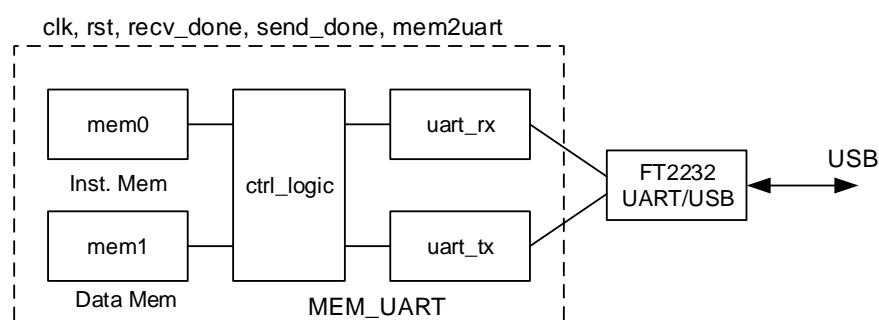 clk, rst, recv_done, send_done, mem2uart
mem0
Inst. Mem
mem1
Data Mem
ctrl_logic
uart_rx
uart_tx
MEM_UART
FT2232
UART/USB
USB